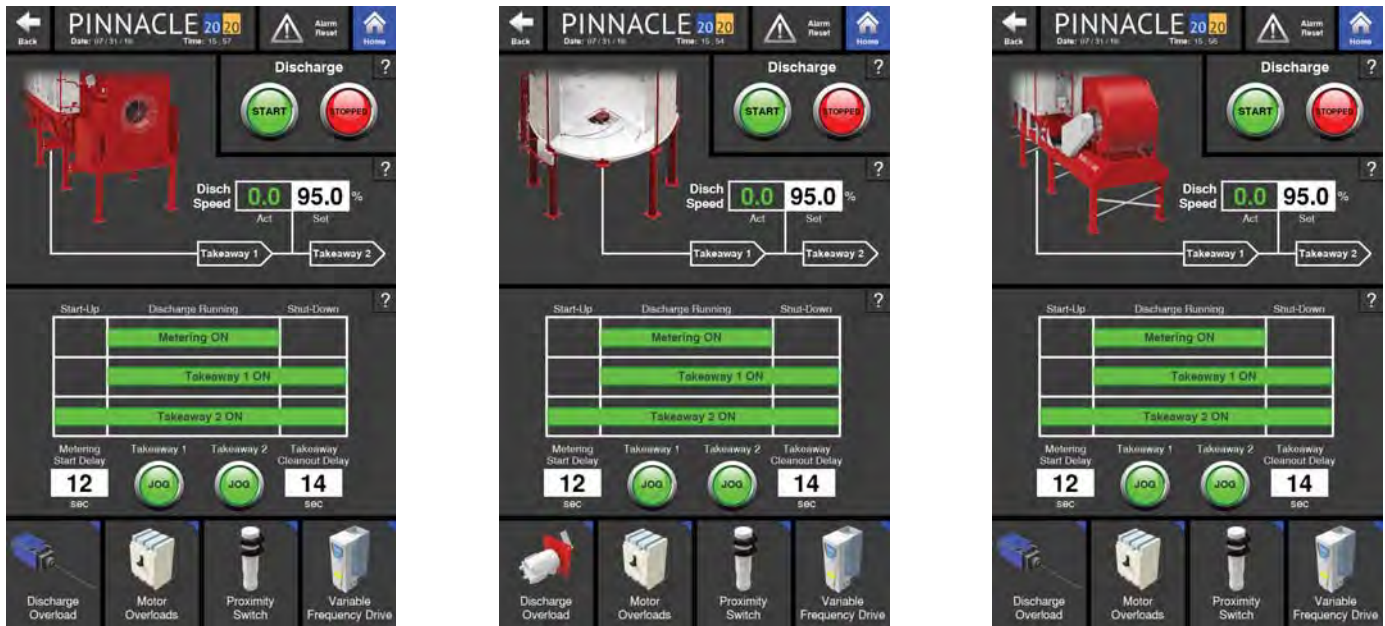 Back
PINNACLE 20 20
Date: 07 / 31 / 18 Time: 15 : 57
Alarm
Reset
Home
Discharge ?
START STOPPED
?
Disch
Speed 0.0 95.0 %
Act Set
Takeaway 1 Takeaway 2
?
Start-Up Discharge Running Shut-Down
Metering ON
Takeaway 1 ON
Takeaway 2 ON
Metering
Start Delay Takeaway 1 Takeaway 2 Takeaway
Cleanout Delay
12 JOG JOG 14
sec sec
Discharge
Overload
Motor
Overloads
Proximity
Switch
Variable
Frequency Drive
Back
PINNACLE 20 20
Date: 07 / 31 / 18 Time: 15 : 54
Alarm
Reset
Home
Discharge ?
START STOPPED
?
Disch
Speed 0.0 95.0 %
Act Set
Takeaway 1 Takeaway 2
?
Start-Up Discharge Running Shut-Down
Metering ON
Takeaway 1 ON
Takeaway 2 ON
Metering
Start Delay Takeaway 1 Takeaway 2 Takeaway
Cleanout Delay
12 JOG JOG 14
sec sec
Discharge
Overload
Motor
Overloads
Proximity
Switch
Variable
Frequency Drive
Back
PINNACLE 20 20
Date: 07 / 31 / 18 Time: 15 : 56
Alarm
Reset
Home
Discharge ?
START STOPPED
?
Disch
Speed 0.0 95.0 %
Act Set
Takeaway 1 Takeaway 2
?
Start-Up Discharge Running Shut-Down
Metering ON
Takeaway 1 ON
Takeaway 2 ON
Metering
Start Delay Takeaway 1 Takeaway 2 Takeaway
Cleanout Delay
12 JOG JOG 14
sec sec
Discharge
Overload
Motor
Overloads
Proximity
Switch
Variable
Frequency Drive